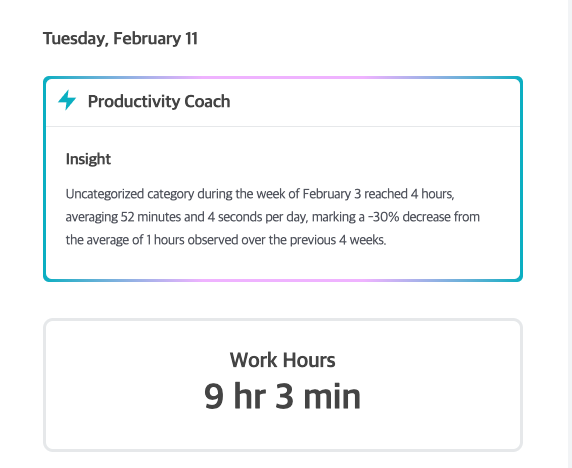 Tuesday, February 11
Productivity Coach
Insight
Uncategorized category during the week of February 3 reached 4 hours,
averaging 52 minutes and 4 seconds per day, marking a -30% decrease from
the average of 1 hours observed over the previous 4 weeks.
Work Hours
9 hr 3 min